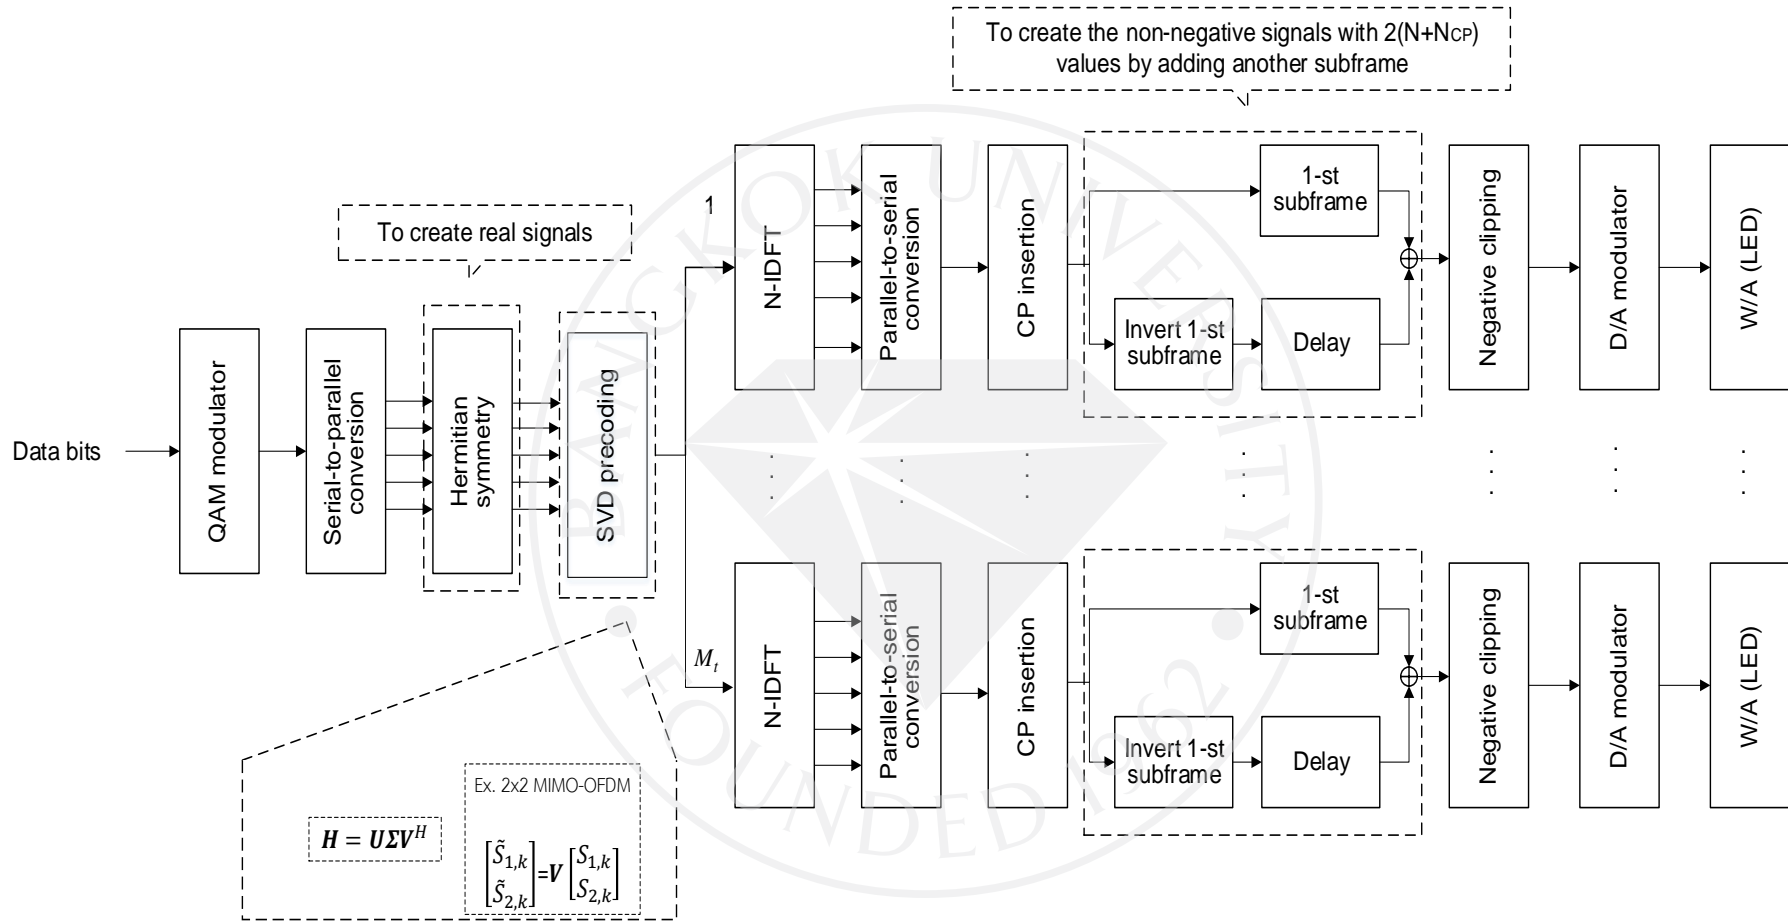 To create the non-negative signals with 2(N+NCP)
values by adding another subframe
To create real signals
Data bits
QAM modulator
Serial-to-parallel
conversion
Hermitian
symmetry
SVD precoding
1
N-IDFT
Parallel-to-serial
conversion
CP insertion
1-st
subframe
Invert 1-st
subframe
Delay
Negative clipping
D/A modulator
W/A (LED)
M_t
N-IDFT
Parallel-to-serial
conversion
CP insertion
1-st
subframe
Invert 1-st
subframe
Delay
Negative clipping
D/A modulator
W/A (LED)
H = UΣV^H
Ex. 2x2 MIMO-OFDM
[S̃1,k
S̃2,k]=V[S1,k
S2,k]
BANGKOK UNIVERSITY
FOUNDED 1962